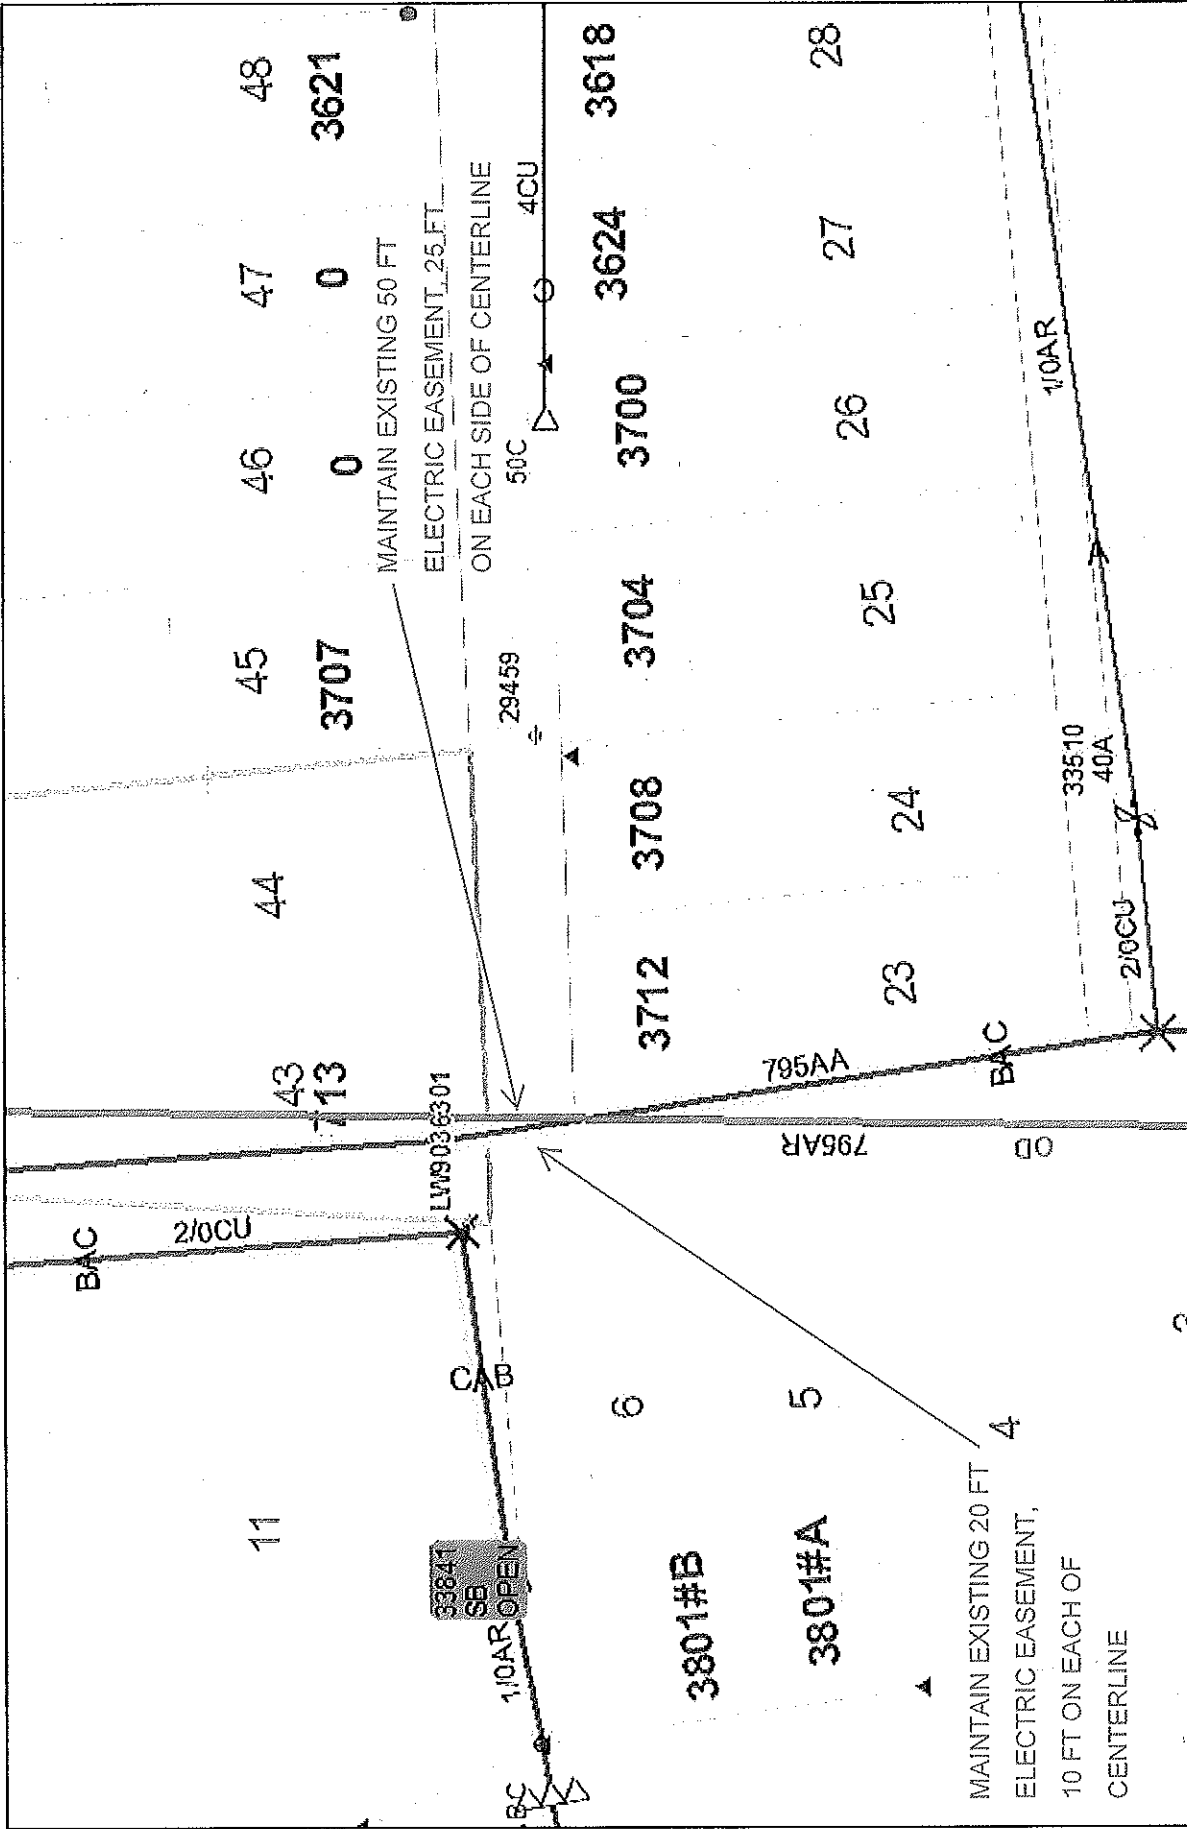 48
3621
47
0
46
0
45
3707
44
43
713
11
MAINTAIN EXISTING 50 FT
ELECTRIC EASEMENT, 25 FT
ON EACH SIDE OF CENTERLINE
4CU
50C
29459
LW9036301
2/0CU
BAC
CAB
33841
SB
OPEN
1/0AR
BC
3618
3624
3700
3704
3708
3712
28
27
26
25
24
23
1/0AR
33510
40A
2/0CU
795AA
BAC
795AR
OD
6
5
4
3801#B
3801#A
MAINTAIN EXISTING 20 FT
ELECTRIC EASEMENT,
10 FT ON EACH OF
CENTERLINE